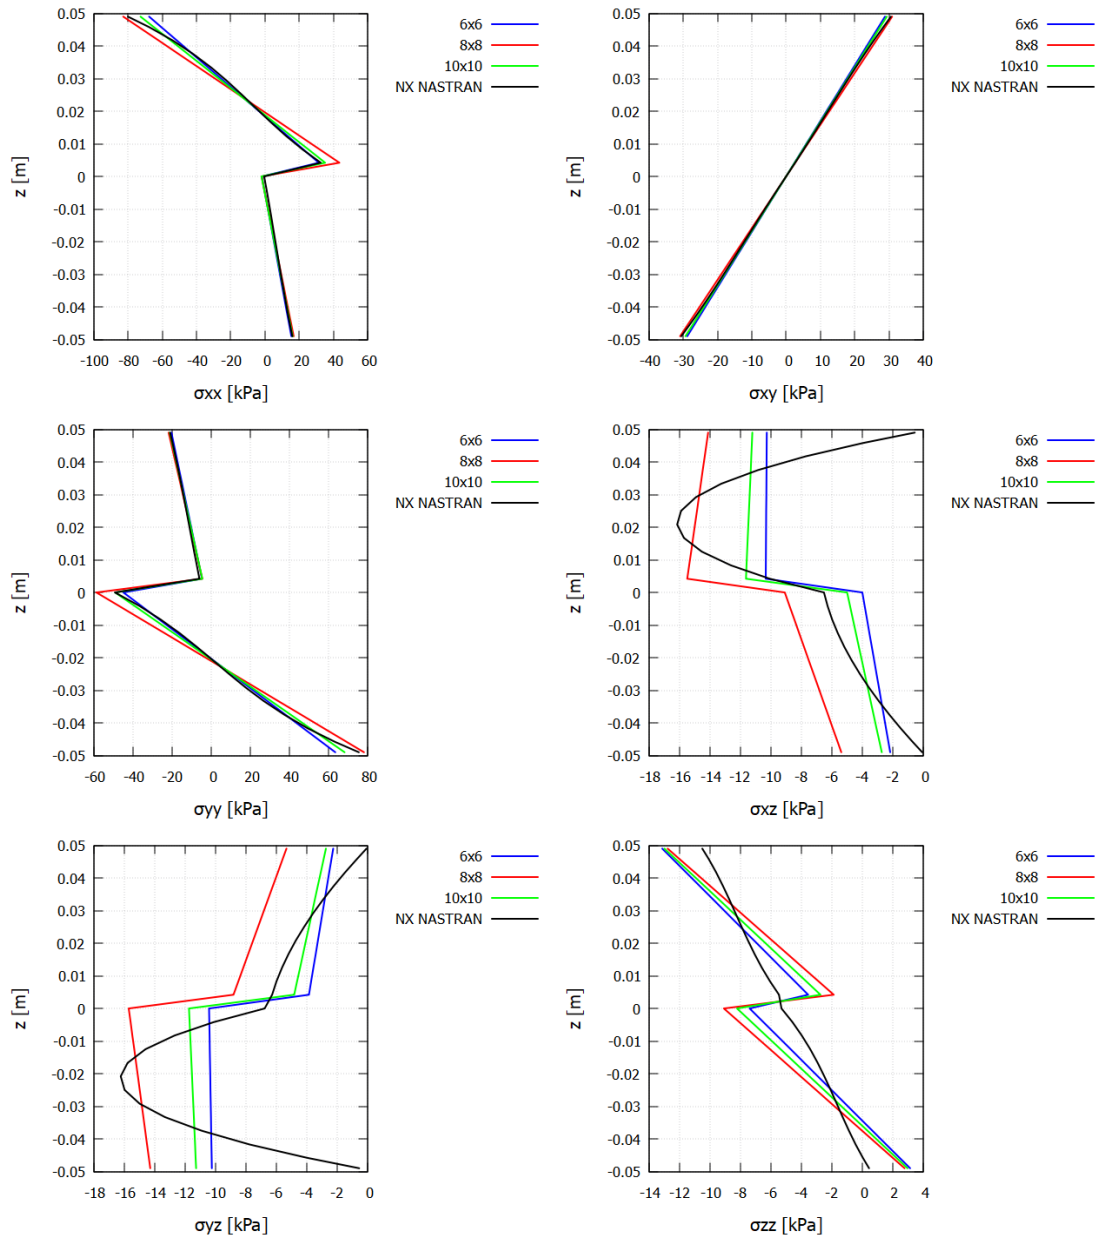 6x6
8x8
10x10
NX NASTRAN
z [m]
0.05
0.04
0.03
0.02
0.01
0
-0.01
-0.02
-0.03
-0.04
-0.05
-100 -80 -60 -40 -20 0 20 40 60
σxx [kPa]
6x6
8x8
10x10
NX NASTRAN
z [m]
0.05
0.04
0.03
0.02
0.01
0
-0.01
-0.02
-0.03
-0.04
-0.05
-40 -30 -20 -10 0 10 20 30 40
σxy [kPa]
6x6
8x8
10x10
NX NASTRAN
z [m]
0.05
0.04
0.03
0.02
0.01
0
-0.01
-0.02
-0.03
-0.04
-0.05
-60 -40 -20 0 20 40 60 80
σyy [kPa]
6x6
8x8
10x10
NX NASTRAN
z [m]
0.05
0.04
0.03
0.02
0.01
0
-0.01
-0.02
-0.03
-0.04
-0.05
-18 -16 -14 -12 -10 -8 -6 -4 -2 0
σxz [kPa]
6x6
8x8
10x10
NX NASTRAN
z [m]
0.05
0.04
0.03
0.02
0.01
0
-0.01
-0.02
-0.03
-0.04
-0.05
-18 -16 -14 -12 -10 -8 -6 -4 -2 0
σyz [kPa]
6x6
8x8
10x10
NX NASTRAN
z [m]
0.05
0.04
0.03
0.02
0.01
0
-0.01
-0.02
-0.03
-0.04
-0.05
-14 -12 -10 -8 -6 -4 -2 0 2 4
σzz [kPa]